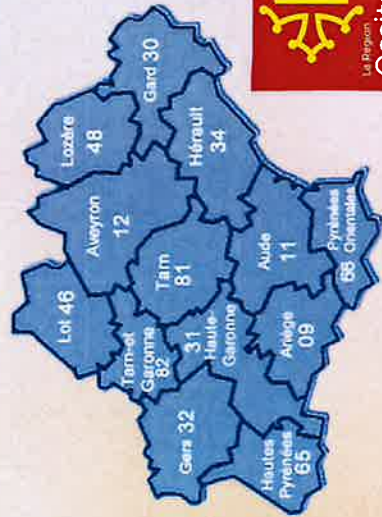 Lot 46
Lozère
48
Aveyron
12
Gard 30
Tarn-et
Garonne
82
Tarn
81
Hérault
34
Gers 32
31
Haute-
Garonne
Aude
11
Hautes
Pyrénées
65
Ariège
09
Pyrénées
Orientales
66
La Région